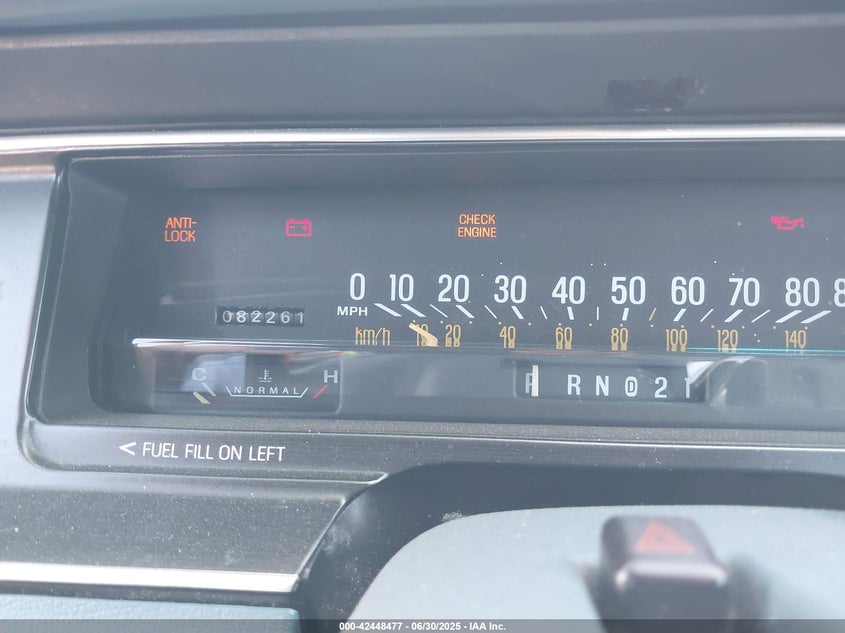 ANTI-
LOCK
CHECK
ENGINE
0 10 20 30 40 50 60 70 80
MPH
km/h 10 20 40 60 80 100 120 140
082261
C H
NORMAL
P R N D 2 1
< FUEL FILL ON LEFT
000-42448477 - 06/30/2025 - IAA Inc.